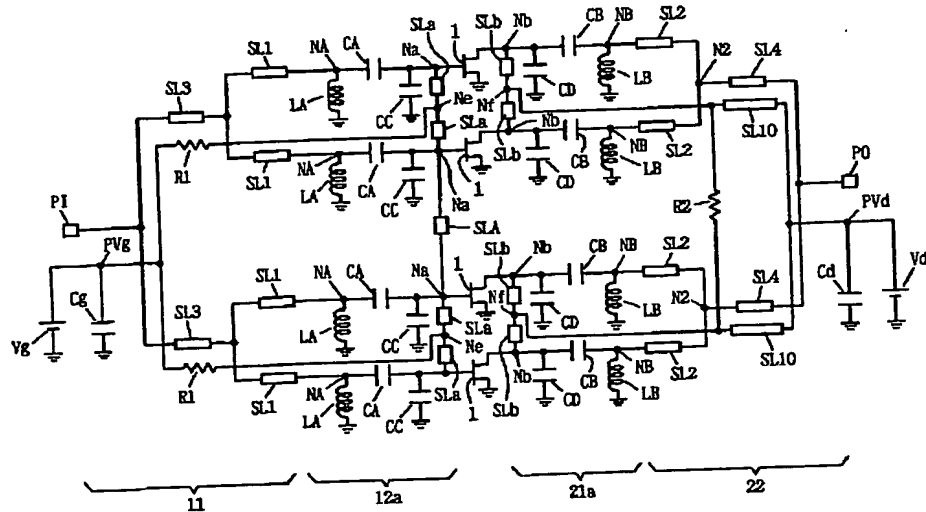 SLa Nb CB NB SL2
SLb
SL1 NA CA Na 1 N2 SL4
SL3 LA CC Ne Nf CD LB
SLa SLb Nb SL10
R1 NA CA CB NB SL2
SL1 LA CC 1 CD LB PO
PI Na R2
PVg SLA PVd
SLb Nb CB NB SL2
SL1 NA CA Na 1 SL4
Cg SL3 Nf N2 Cd Vd
Vg LA CC SLa CD LB
Ne SL10
R1 NA Nb NB SL2
SL1 LA CA CC SLa 1 SLb CD CB LB
11 12a 21a 22